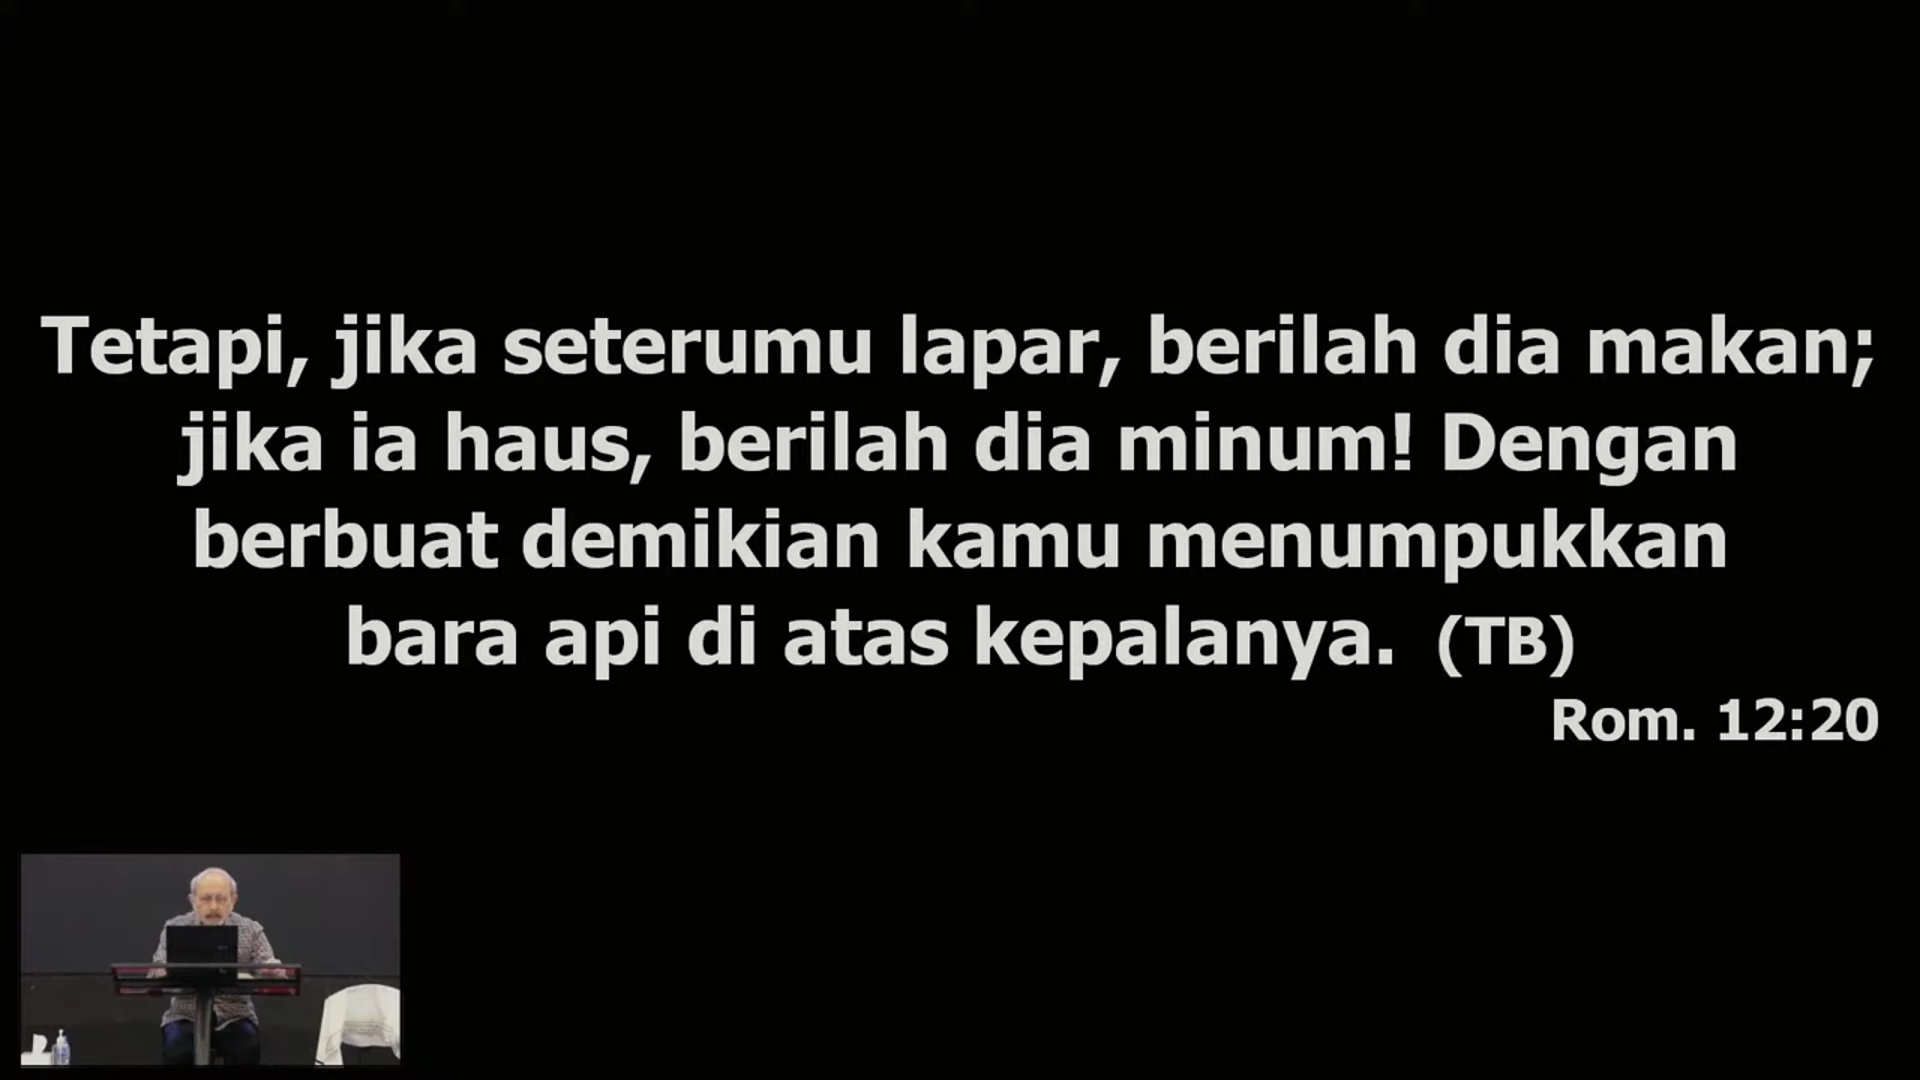 Tetapi, jika seterumu lapar, berilah dia makan;
jika ia haus, berilah dia minum! Dengan
berbuat demikian kamu menumpukkan
bara api di atas kepalanya. (TB)
Rom. 12:20